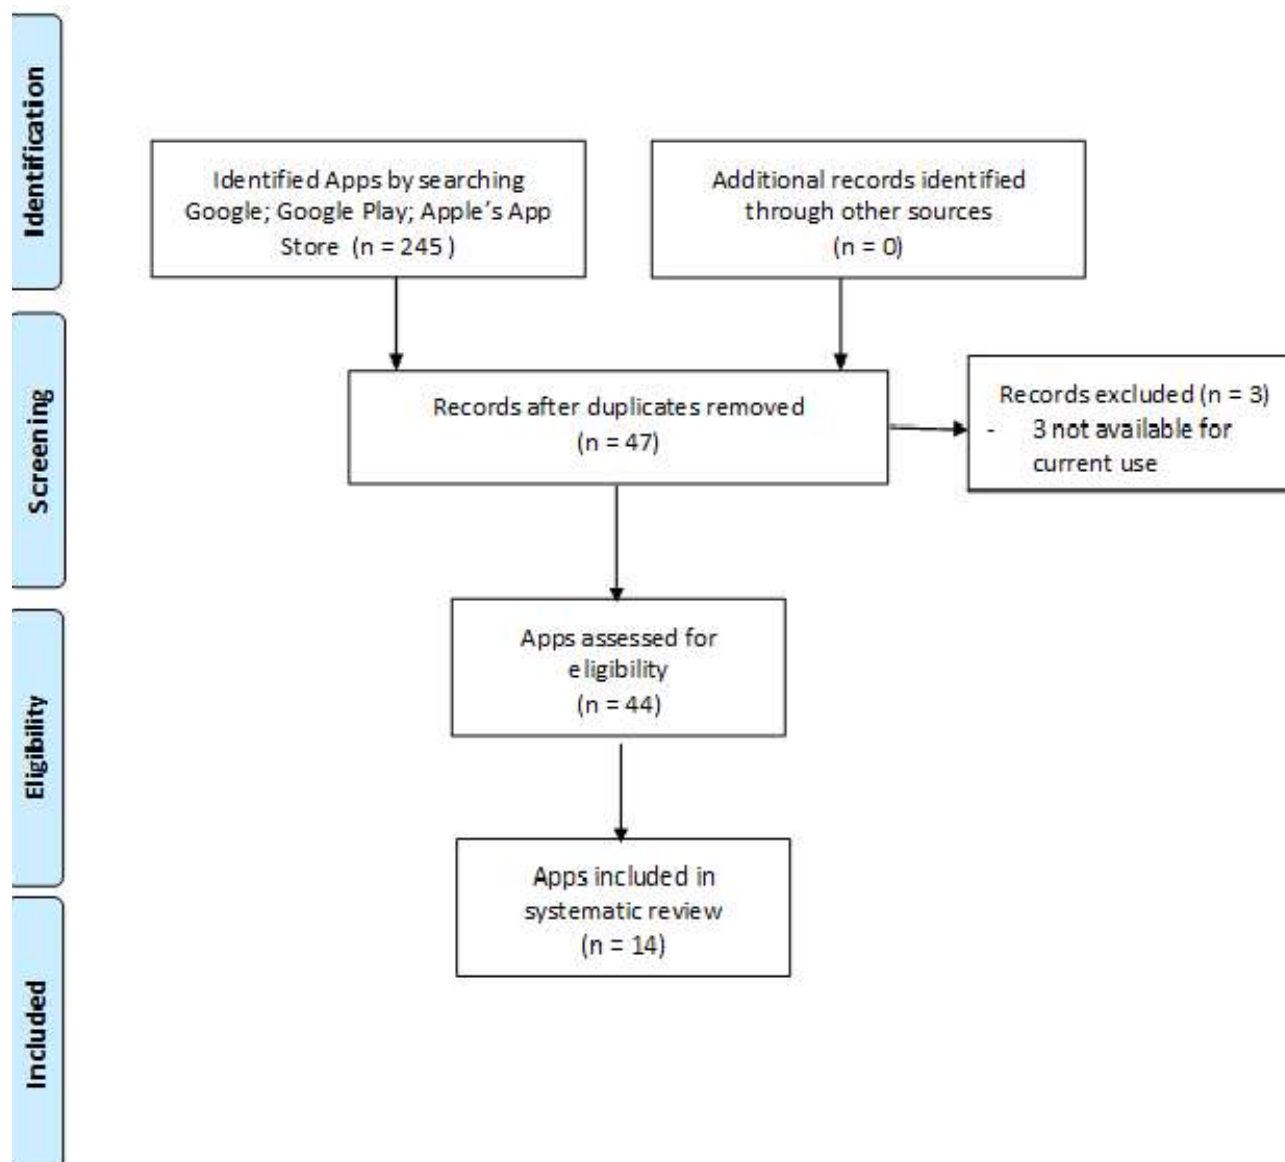 Identification
Identified Apps by searching
Google; Google Play; Apple's App
Store (n = 245 )
Additional records identified
through other sources
(n = 0)
Screening
Records after duplicates removed
(n = 47)
Records excluded (n = 3)
- 3 not available for
current use
Eligibility
Apps assessed for
eligibility
(n = 44)
Included
Apps included in
systematic review
(n = 14)